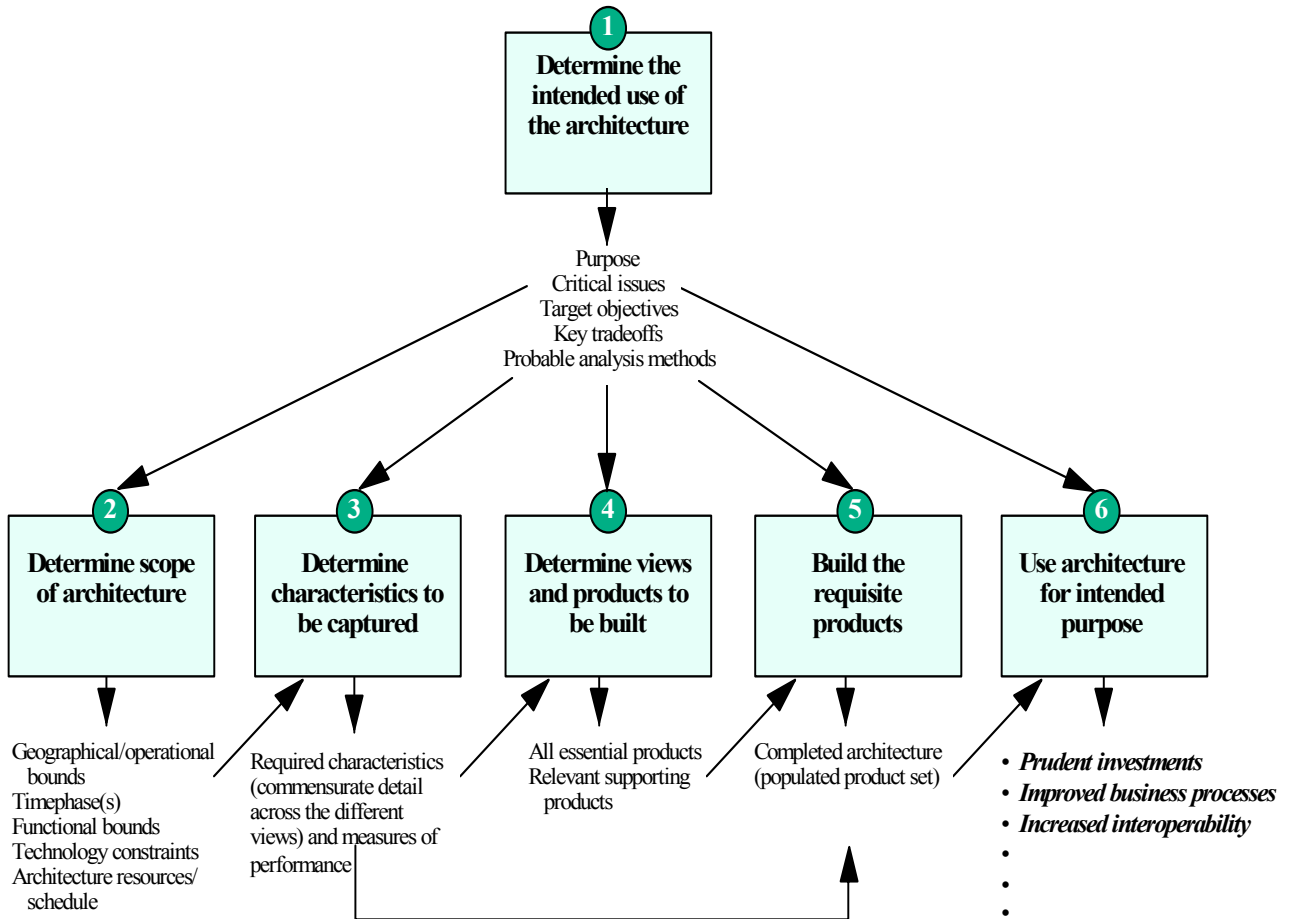 1
Determine the
intended use of
the architecture
Purpose
Critical issues
Target objectives
Key tradeoffs
Probable analysis methods
2
Determine scope
of architecture
3
Determine
characteristics to
be captured
4
Determine views
and products to
be built
5
Build the
requisite
products
6
Use architecture
for intended
purpose
Geographical/operational
bounds
Timephase(s)
Functional bounds
Technology constraints
Architecture resources/
schedule
Required characteristics
(commensurate detail
across the different
views) and measures of
performance
All essential products
Relevant supporting
products
Completed architecture
(populated product set)
• Prudent investments
• Improved business processes
• Increased interoperability
•
•
•